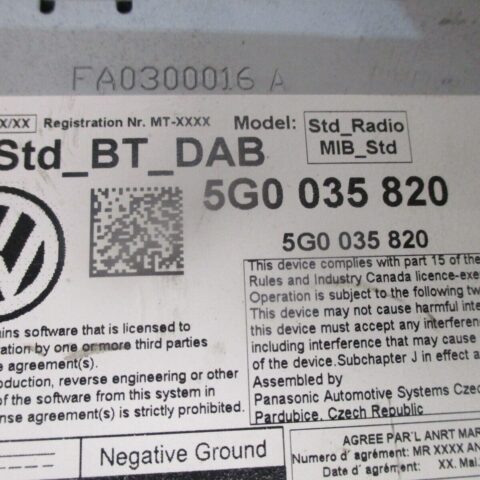 FA0300016 A
X/XX
Registration Nr. MT-XXXX
Model:
Std_Radio
MIB_Std
Std_BT_DAB
5G0 035 820
5G0 035 820
This device complies with part 15 of the
Rules and Industry Canada licence-exe
Operation is subject to the following tw
This device may not cause harmful inte
this device must accept any interferenc
including interference that may cause
of the device.Subchapter J in effect a
Assembled by
Panasonic Automotive Systems Czec
Pardubice, Czech Republic
ins software that is licensed to
ration by one or more third parties
e agreement(s).
oduction, reverse engineering or other
of the software from this system in
nse agreement(s) is strictly prohibited.
Negative Ground
AGREE PAR'L ANRT MAR
Numero d'agrément: MR XXXX AN
Date d'agrément: XX. Mai.